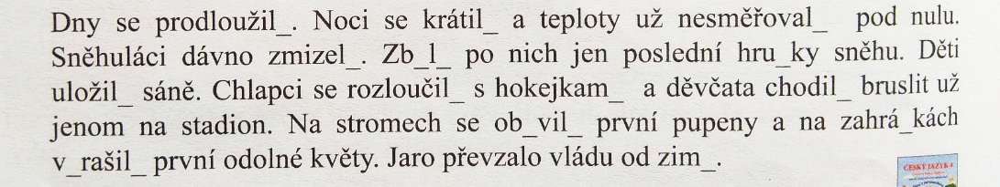 Dny se prodloužil_. Noci se krátil_ a teploty už nesměřoval_ pod nulu.
Sněhuláci dávno zmizel_. Zb_l_ po nich jen poslední hru_ky sněhu. Děti
uložil_ sáně. Chlapci se rozloučil_ s hokejkam_ a děvčata chodil_ bruslit už
jenom na stadion. Na stromech se ob_vil_ první pupeny a na zahrá_kách
v_rašil_ první odolné květy. Jaro převzalo vládu od zim_.
ČESKÝ JAZYK 4